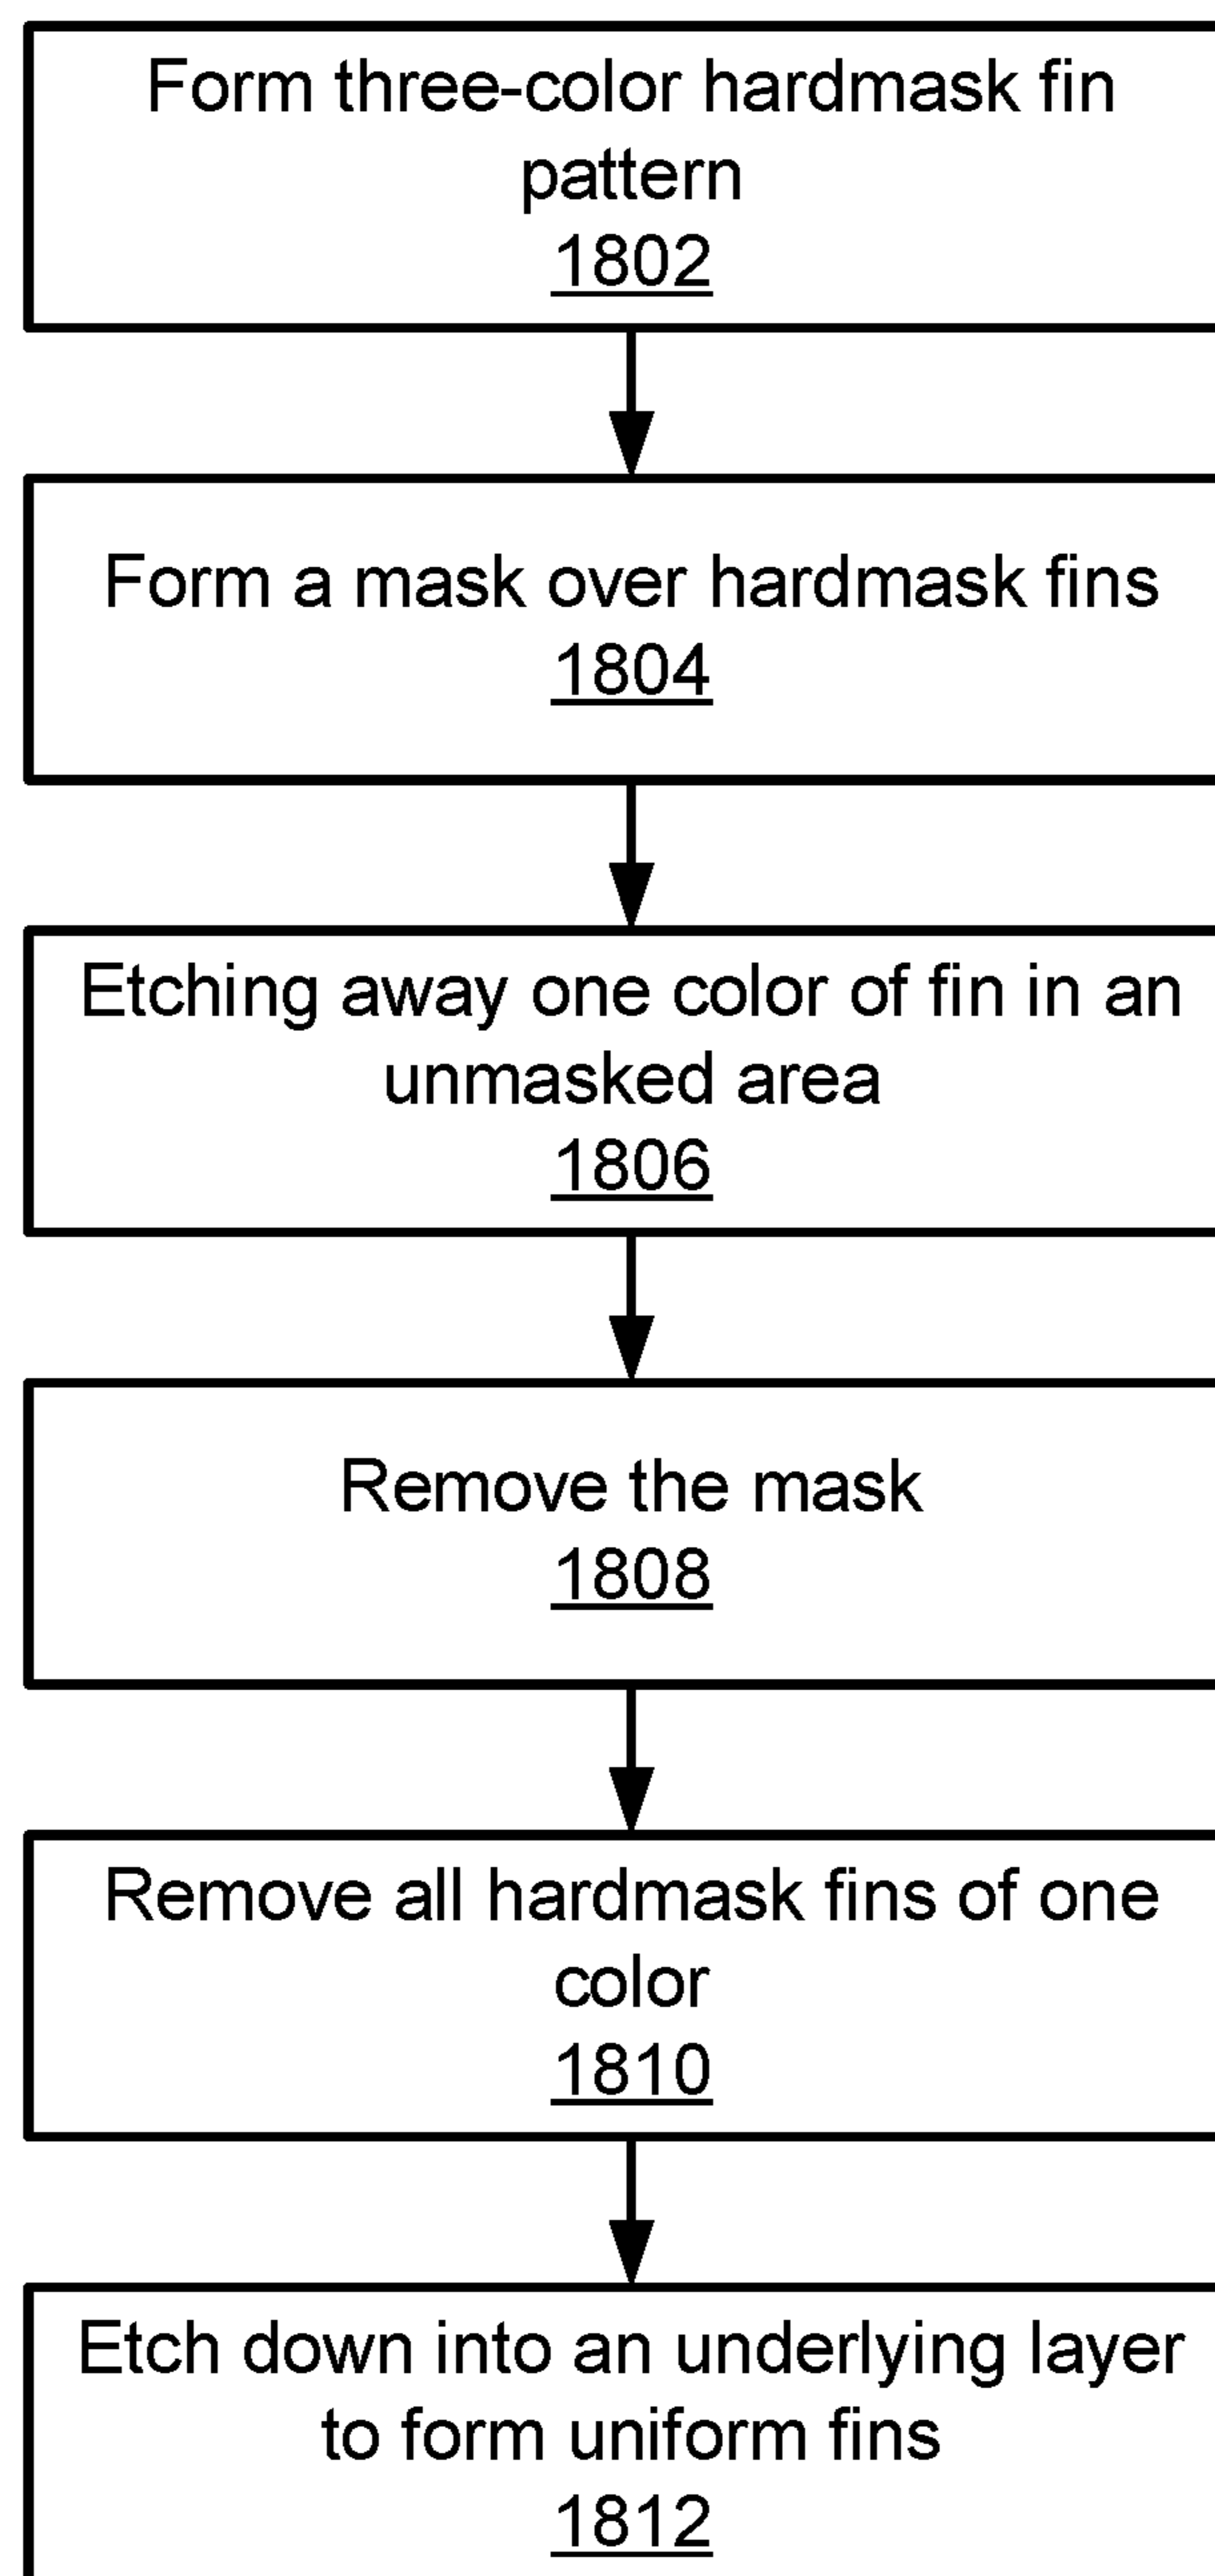 Form three-color hardmask fin
pattern
1802
Form a mask over hardmask fins
1804
Etching away one color of fin in an
unmasked area
1806
Remove the mask
1808
Remove all hardmask fins of one
color
1810
Etch down into an underlying layer
to form uniform fins
1812